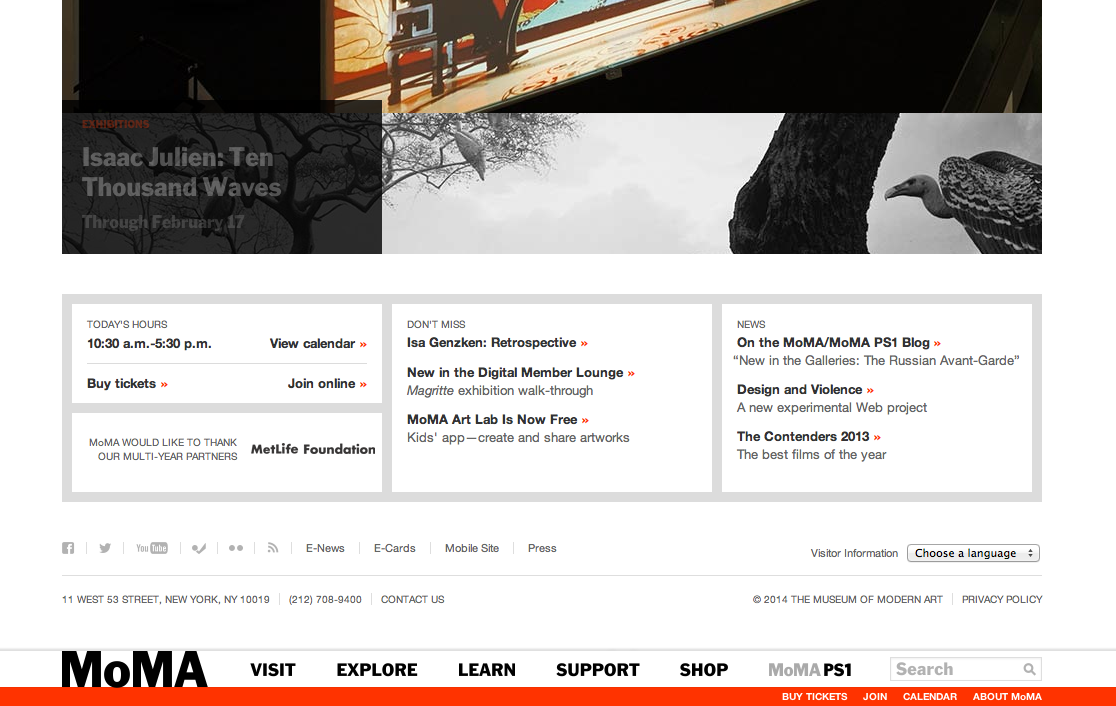 EXHIBITIONS
Isaac Julien: Ten
Thousand Waves
Through February 17
TODAY'S HOURS
10:30 a.m.-5:30 p.m. View calendar »
Buy tickets » Join online »
MoMA WOULD LIKE TO THANK
OUR MULTI-YEAR PARTNERS
MetLife Foundation
DON'T MISS
Isa Genzken: Retrospective »
New in the Digital Member Lounge »
Magritte exhibition walk-through
MoMA Art Lab Is Now Free »
Kids' app—create and share artworks
NEWS
On the MoMA/MoMA PS1 Blog »
“New in the Galleries: The Russian Avant-Garde”
Design and Violence »
A new experimental Web project
The Contenders 2013 »
The best films of the year
You Tube E-News E-Cards Mobile Site Press
Visitor Information Choose a language
11 WEST 53 STREET, NEW YORK, NY 10019 (212) 708-9400 CONTACT US
© 2014 THE MUSEUM OF MODERN ART PRIVACY POLICY
MoMA VISIT EXPLORE LEARN SUPPORT SHOP MoMA PS1 Search
BUY TICKETS JOIN CALENDAR ABOUT MoMA